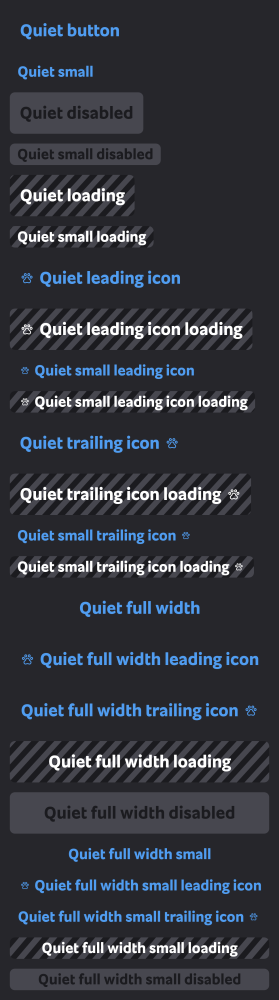 Quiet button
Quiet small
Quiet disabled
Quiet small disabled
Quiet loading
Quiet small loading
Quiet leading icon
Quiet leading icon loading
Quiet small leading icon
Quiet small leading icon loading
Quiet trailing icon
Quiet trailing icon loading
Quiet small trailing icon
Quiet small trailing icon loading
Quiet full width
Quiet full width leading icon
Quiet full width trailing icon
Quiet full width loading
Quiet full width disabled
Quiet full width small
Quiet full width small leading icon
Quiet full width small trailing icon
Quiet full width small loading
Quiet full width small disabled